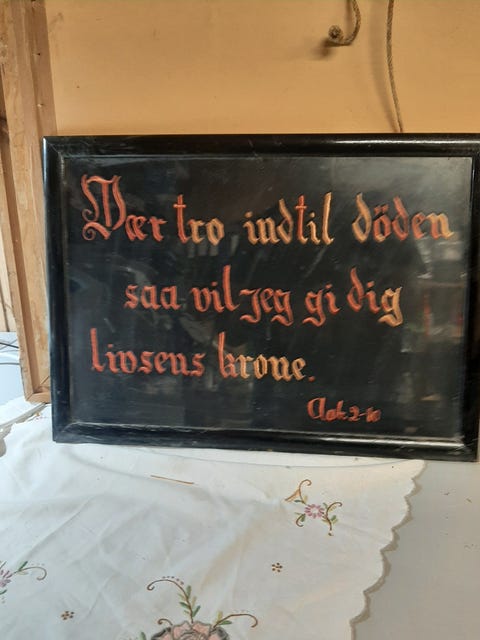 Vær tro indtil döden
saa vil jeg gi dig
livsens krone.
Aab. 2-10